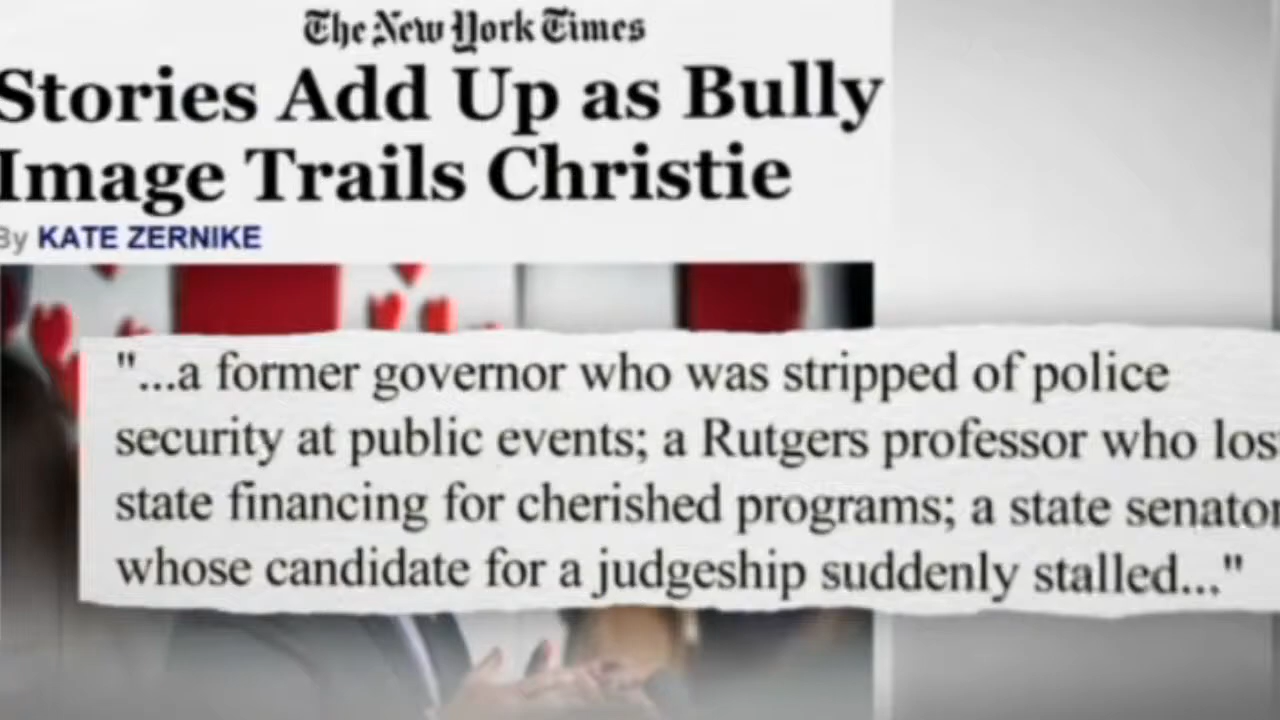 The New York Times
Stories Add Up as Bully
Image Trails Christie
By KATE ZERNIKE
"...a former governor who was stripped of police
security at public events; a Rutgers professor who los
state financing for cherished programs; a state senator
whose candidate for a judgeship suddenly stalled..."